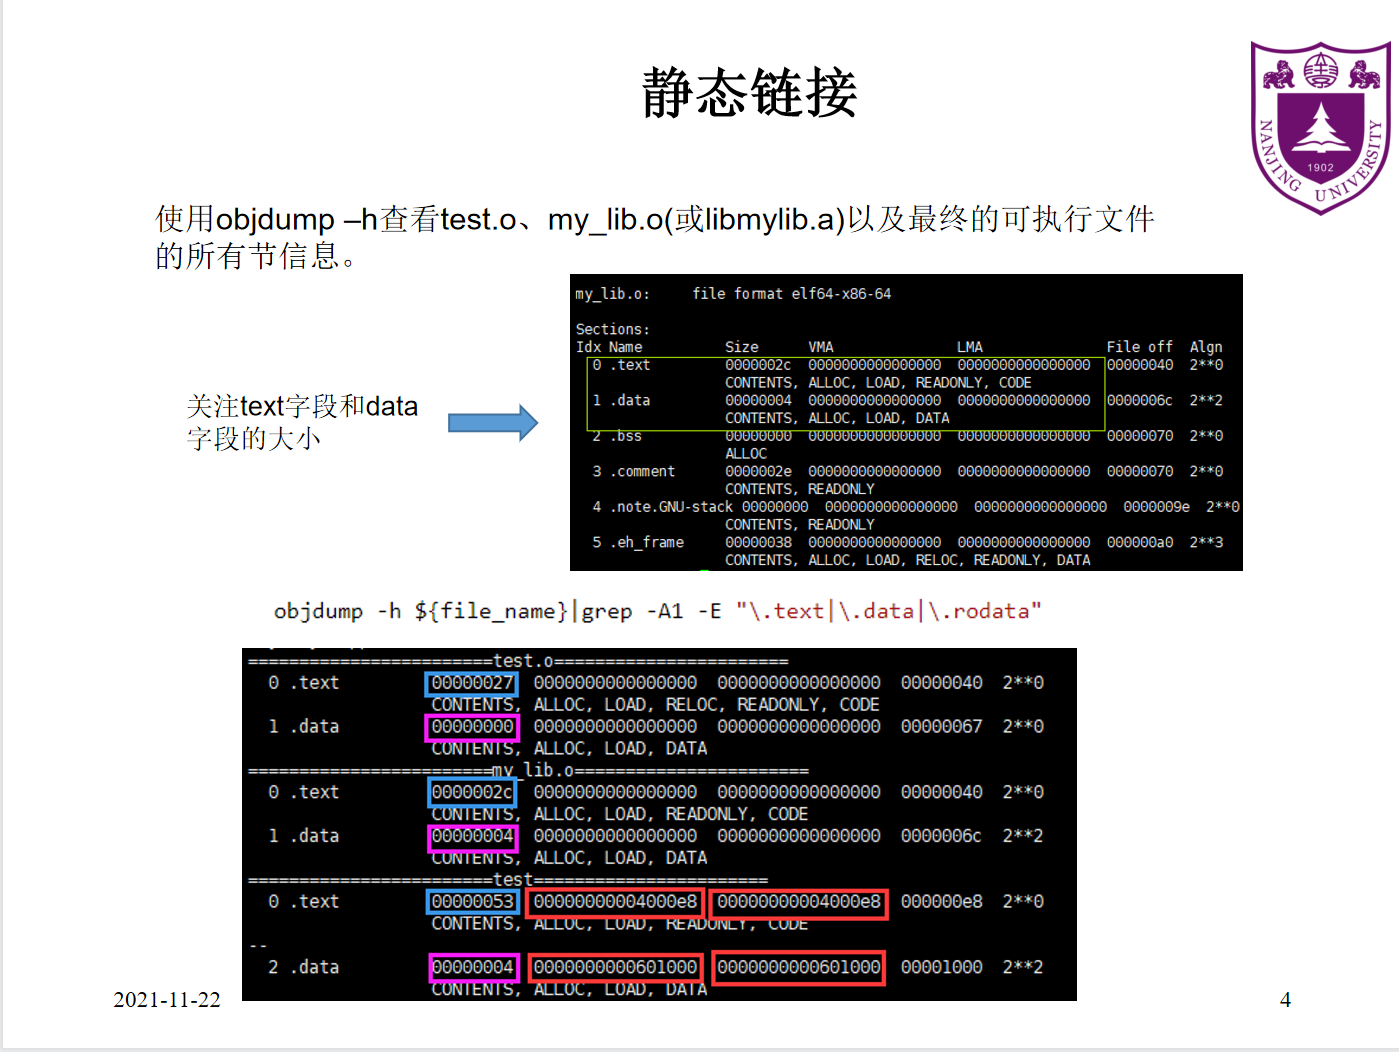 静态链接
NANJING UNIVERSITY
1902
使用objdump –h查看test.o、my_lib.o(或libmylib.a)以及最终的可执行文件
的所有节信息。
my_lib.o:     file format elf64-x86-64
Sections:
Idx Name          Size      VMA               LMA               File off  Algn
0 .text         0000002c  0000000000000000  0000000000000000  00000040  2**0
CONTENTS, ALLOC, LOAD, READONLY, CODE
1 .data         00000004  0000000000000000  0000000000000000  0000006c  2**2
CONTENTS, ALLOC, LOAD, DATA
2 .bss          00000000  0000000000000000  0000000000000000  00000070  2**0
ALLOC
3 .comment      0000002e  0000000000000000  0000000000000000  00000070  2**0
CONTENTS, READONLY
4 .note.GNU-stack 00000000  0000000000000000  0000000000000000  0000009e  2**0
CONTENTS, READONLY
5 .eh_frame     00000038  0000000000000000  0000000000000000  000000a0  2**3
CONTENTS, ALLOC, LOAD, RELOC, READONLY, DATA
关注text字段和data
字段的大小
objdump -h ${file_name}|grep -A1 -E "\.text|\.data|\.rodata"
========================test.o=======================
0 .text         00000027  0000000000000000  0000000000000000  00000040  2**0
CONTENTS, ALLOC, LOAD, RELOC, READONLY, CODE
1 .data         00000000  0000000000000000  0000000000000000  00000067  2**0
CONTENTS, ALLOC, LOAD, DATA
========================my_lib.o=======================
0 .text         0000002c  0000000000000000  0000000000000000  00000040  2**0
CONTENTS, ALLOC, LOAD, READONLY, CODE
1 .data         00000004  0000000000000000  0000000000000000  0000006c  2**2
CONTENTS, ALLOC, LOAD, DATA
========================test=======================
0 .text         00000053  00000000004000e8  00000000004000e8  000000e8  2**0
CONTENTS, ALLOC, LOAD, READONLY, CODE
--
2 .data         00000004  0000000000601000  0000000000601000  00001000  2**2
CONTENTS, ALLOC, LOAD, DATA
2021-11-22
4